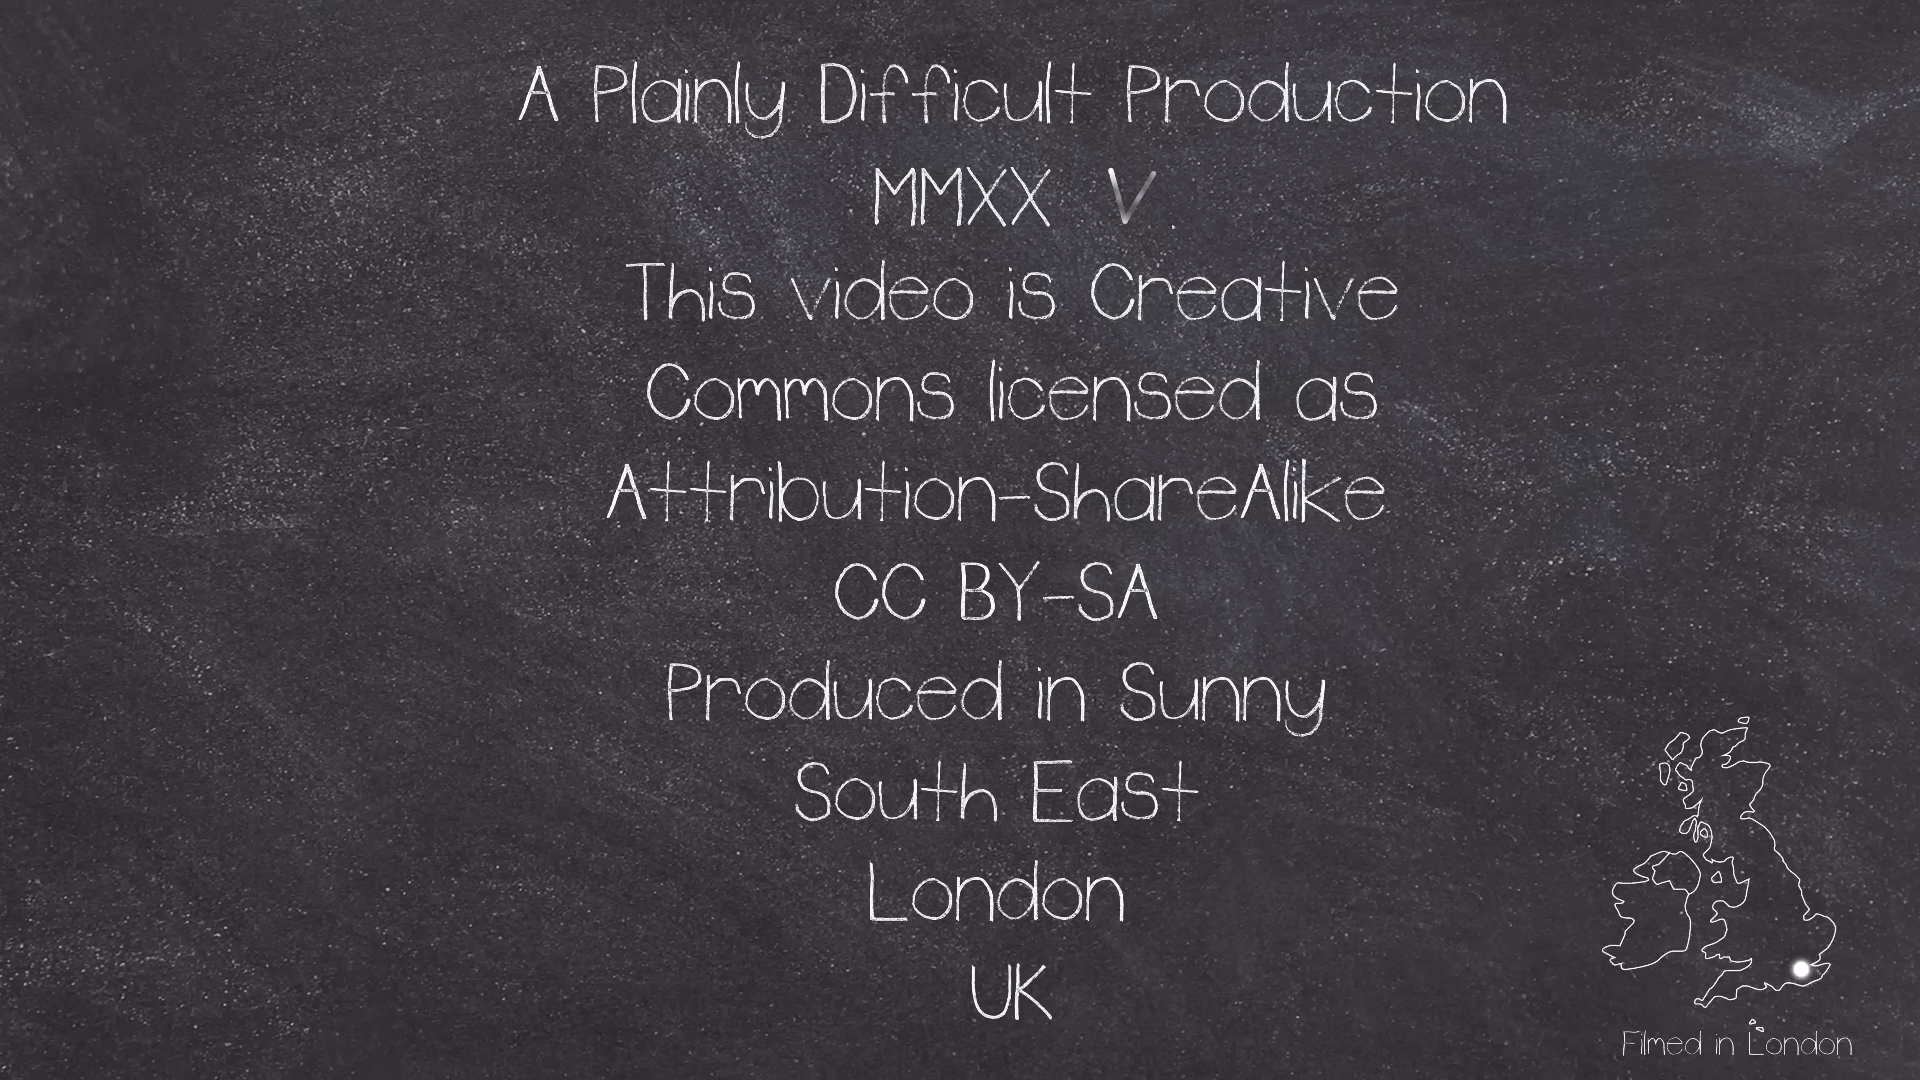 A Plainly Difficult Production
MMXX V
This video is Creative
Commons licensed as
Attribution-ShareAlike
CC BY-SA
Produced in Sunny
South East
London
UK
Filmed in London